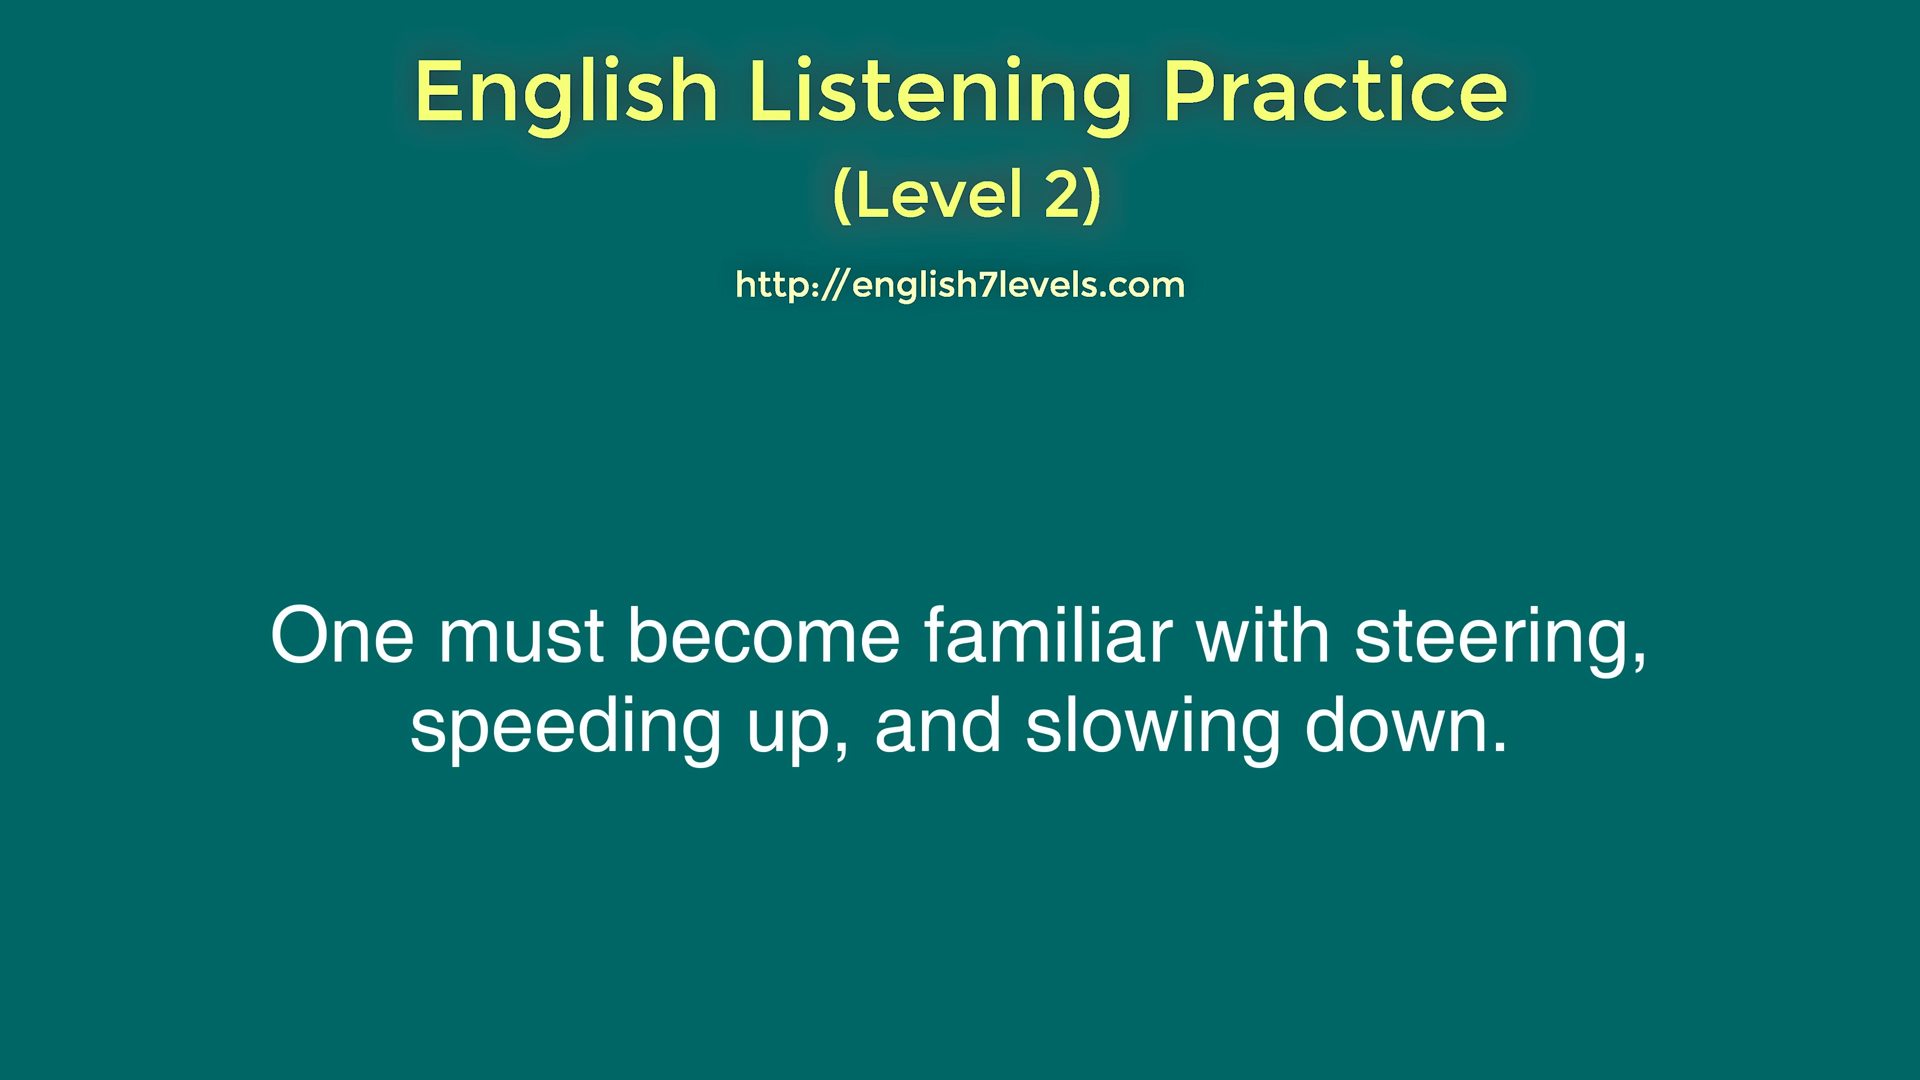 English Listening Practice
(Level 2)
http://english7levels.com
One must become familiar with steering,
speeding up, and slowing down.